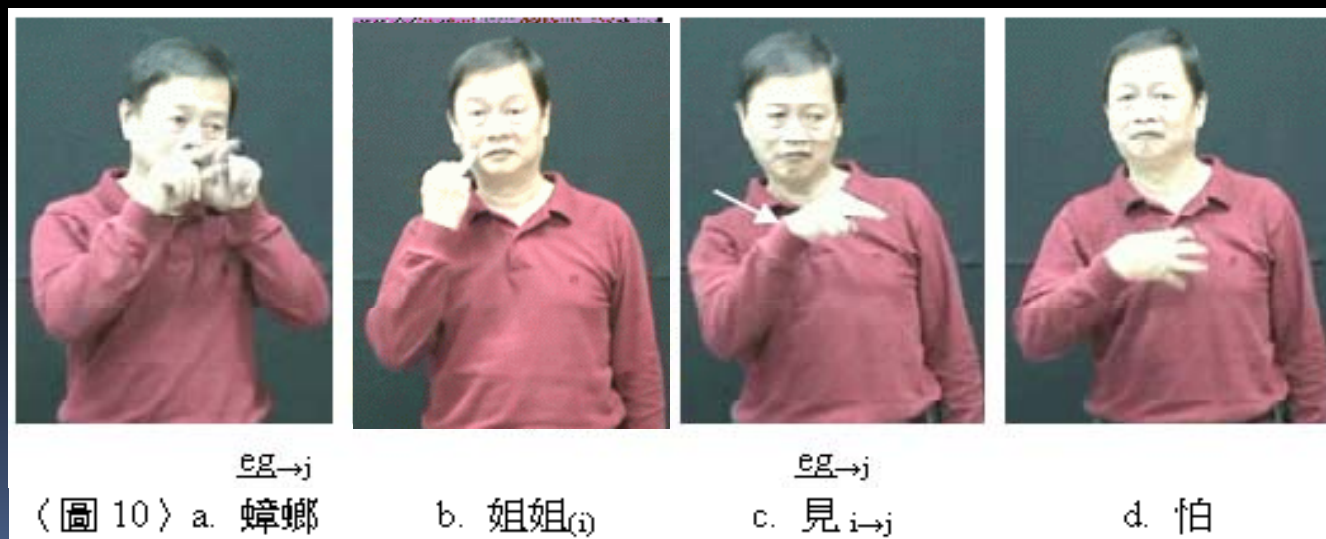 eg→j eg→j
〈圖 10〉a. 蟑螂 b. 姐姐(i) c. 見 i→j d. 怕